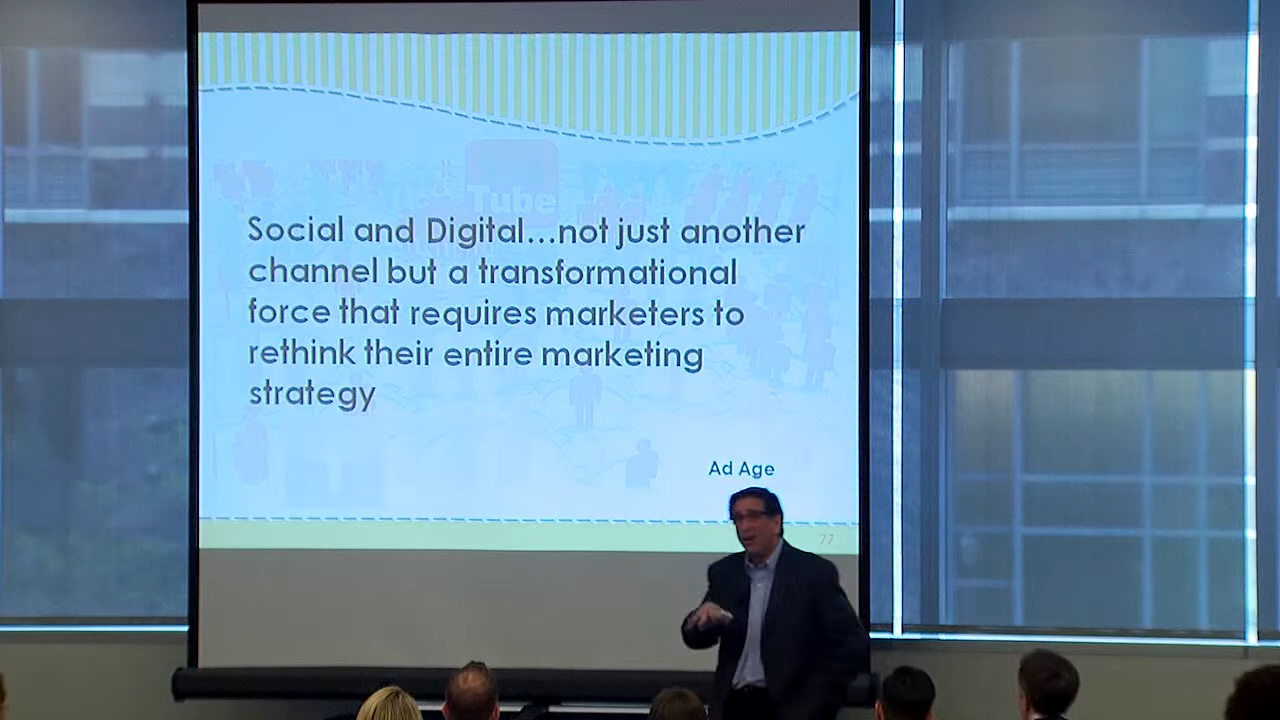 Tube
Social and Digital...not just another
channel but a transformational
force that requires marketers to
rethink their entire marketing
strategy
Ad Age
77